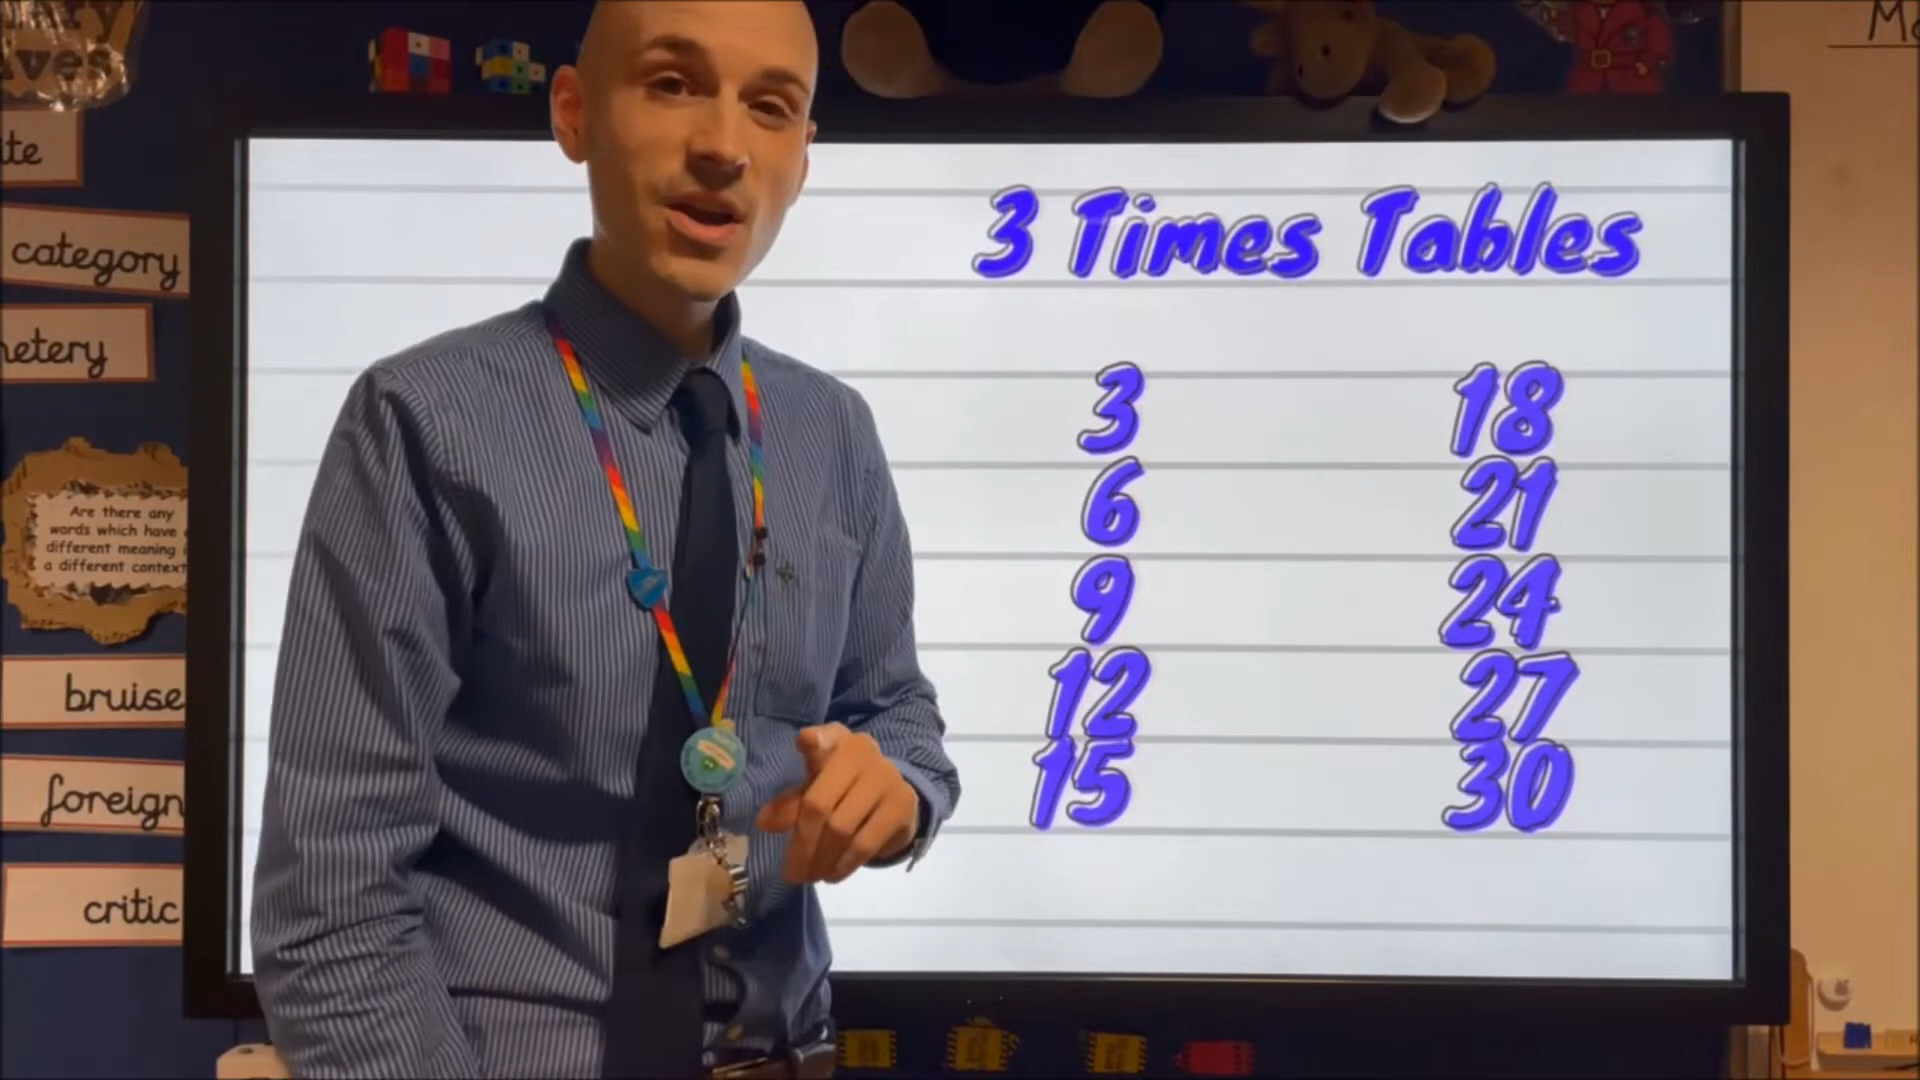 category
bruise
foreign
critic
Are there any
words which have
different meaning
a different context
3 Times Tables
3
6
9
12
15
18
21
24
27
30